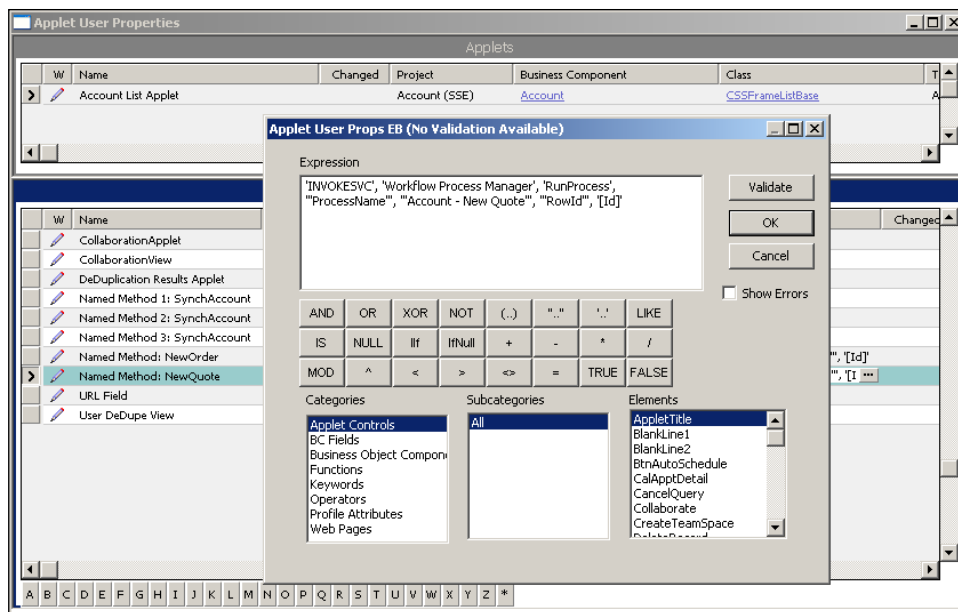 Applet User Properties
Applets
W Name Changed Project Business Component Class T
Account List Applet Account (SSE) Account CSSFrameListBase A
Applet User Props EB (No Validation Available)
Expression
'INVOKESVC', 'Workflow Process Manager', 'RunProcess',
'"ProcessName"', '"Account - New Quote"', '"RowId"', '[Id]'
Validate
OK
Cancel
Show Errors
W Name Changed
CollaborationApplet
CollaborationView
DeDuplication Results Applet
Named Method 1: SynchAccount
Named Method 2: SynchAccount
Named Method 3: SynchAccount
Named Method: NewOrder "', '[Id]'
Named Method: NewQuote "', '[I ...
URL Field
User DeDupe View
AND OR XOR NOT (..) ".." '..' LIKE
IS NULL IIf IfNull + - * /
MOD ^ < > <> = TRUE FALSE
Categories Subcategories Elements
Applet Controls
BC Fields
Business Object Compon
Functions
Keywords
Operators
Profile Attributes
Web Pages
All
AppletTitle
BlankLine1
BlankLine2
BtnAutoSchedule
CalApptDetail
CancelQuery
Collaborate
CreateTeamSpace
DeleteRecord
A B C D E F G H I J K L M N O P Q R S T U V W X Y Z *